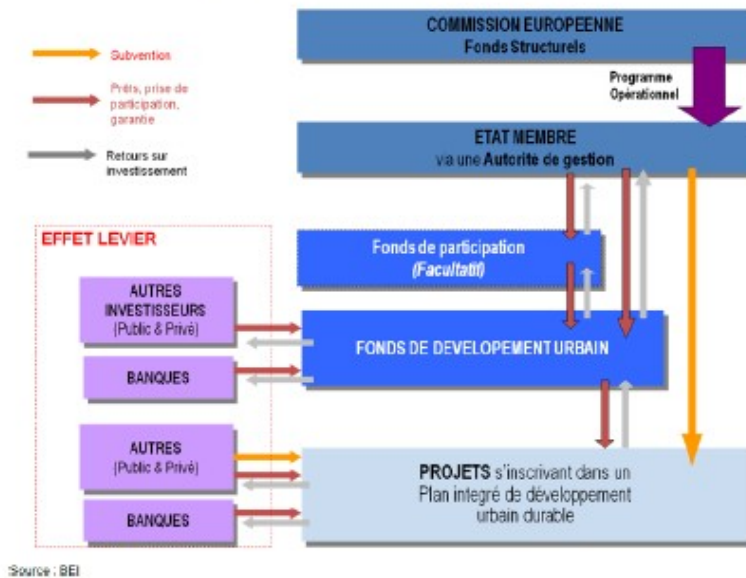 COMMISSION EUROPEENNE
Fonds Structurels
Subvention
Prêts, prise de
participation,
garantie
Retours sur
investissement
Programme
Opérationnel
ETAT MEMBRE
via une Autorité de gestion
EFFET LEVIER
Fonds de participation
(Facultatif)
AUTRES
INVESTISSEURS
(Public & Privé)
BANQUES
FONDS DE DEVELOPEMENT URBAIN
AUTRES
(Public & Privé)
BANQUES
PROJETS s'inscrivant dans un
Plan intégré de développement
urbain durable
Source : BEI